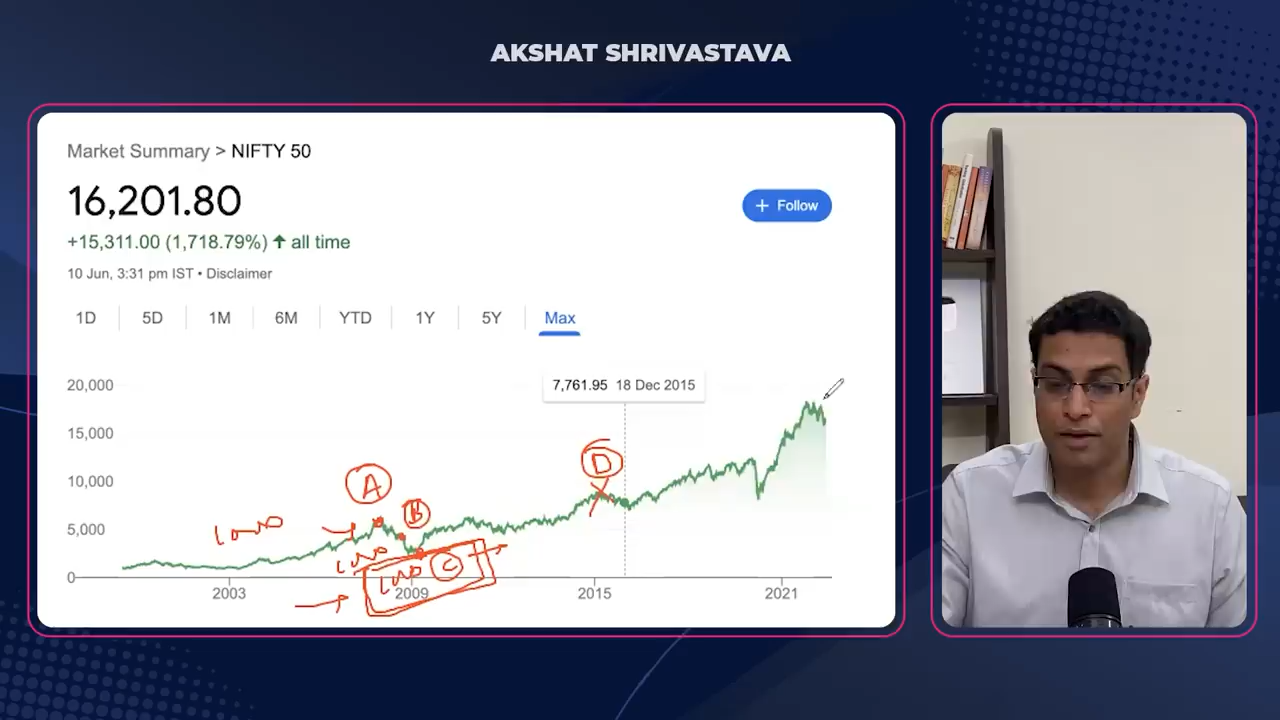 AKSHAT SHRIVASTAVA
Market Summary > NIFTY 50
16,201.80
+15,311.00 (1,718.79%) ↑ all time
+ Follow
10 Jun, 3:31 pm IST • Disclaimer
1D 5D 1M 6M YTD 1Y 5Y Max
20,000
7,761.95 18 Dec 2015
15,000
10,000
A
B
D
5,000
C
0
2003 2009 2015 2021